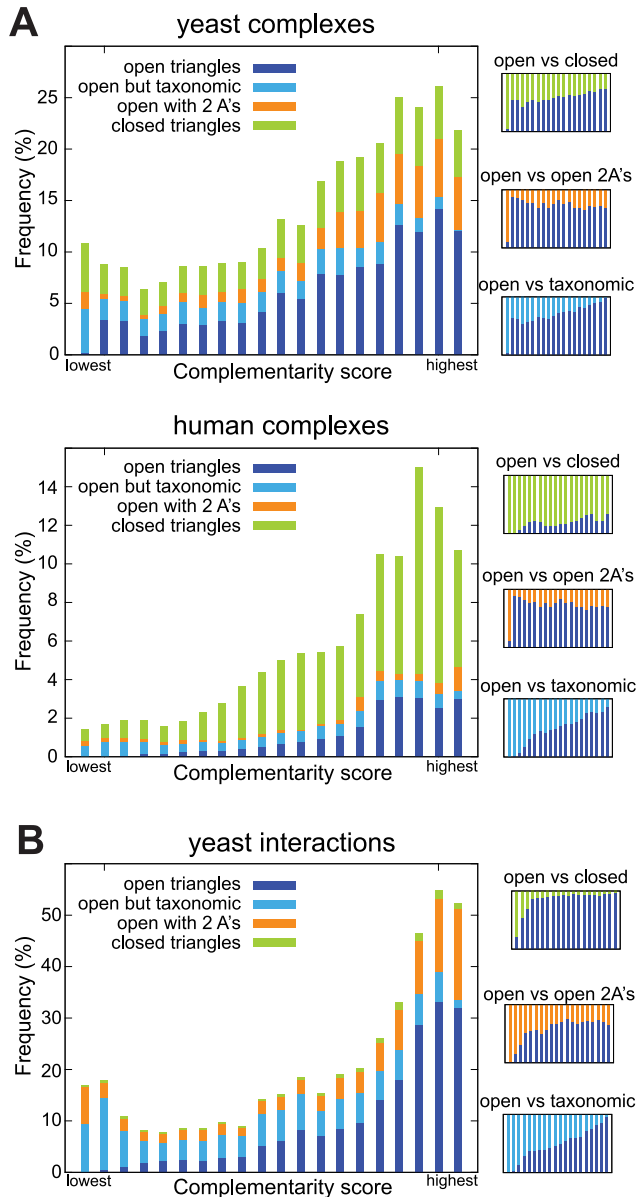 A
yeast complexes
open triangles
open but taxonomic
open with 2 A's
closed triangles
Frequency (%)
25
20
15
10
5
0
lowest
Complementarity score
highest
open vs closed
open vs open 2A's
open vs taxonomic
human complexes
open triangles
open but taxonomic
open with 2 A's
closed triangles
Frequency (%)
14
12
10
8
6
4
2
0
lowest
Complementarity score
highest
open vs closed
open vs open 2A's
open vs taxonomic
B
yeast interactions
open triangles
open but taxonomic
open with 2 A's
closed triangles
Frequency (%)
50
40
30
20
10
0
lowest
Complementarity score
highest
open vs closed
open vs open 2A's
open vs taxonomic